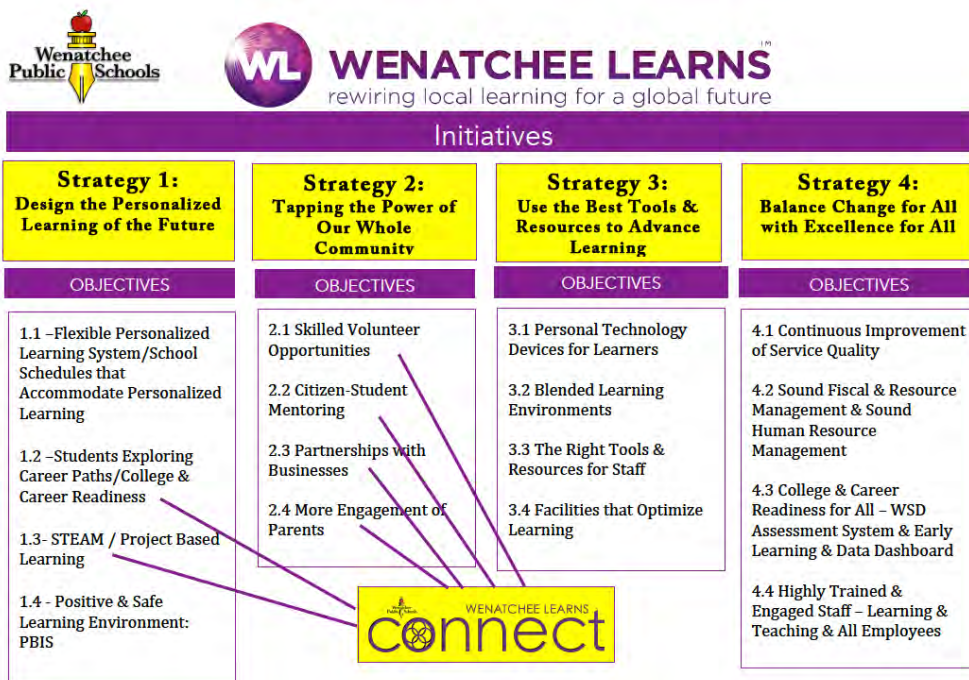 Wenatchee
Public Schools
WL
WENATCHEE LEARNS™
rewiring local learning for a global future
Initiatives
Strategy 1:
Design the Personalized
Learning of the Future
Strategy 2:
Tapping the Power of
Our Whole
Community
Strategy 3:
Use the Best Tools &
Resources to Advance
Learning
Strategy 4:
Balance Change for All
with Excellence for All
OBJECTIVES
OBJECTIVES
OBJECTIVES
OBJECTIVES
1.1 –Flexible Personalized
Learning System/School
Schedules that
Accommodate Personalized
Learning
1.2 –Students Exploring
Career Paths/College &
Career Readiness
1.3- STEAM / Project Based
Learning
1.4 - Positive & Safe
Learning Environment:
PBIS
2.1 Skilled Volunteer
Opportunities
2.2 Citizen-Student
Mentoring
2.3 Partnerships with
Businesses
2.4 More Engagement of
Parents
3.1 Personal Technology
Devices for Learners
3.2 Blended Learning
Environments
3.3 The Right Tools &
Resources for Staff
3.4 Facilities that Optimize
Learning
4.1 Continuous Improvement
of Service Quality
4.2 Sound Fiscal & Resource
Management & Sound
Human Resource
Management
4.3 College & Career
Readiness for All – WSD
Assessment System & Early
Learning & Data Dashboard
4.4 Highly Trained &
Engaged Staff – Learning &
Teaching & All Employees
Wenatchee
Public Schools
WENATCHEE LEARNS
connect